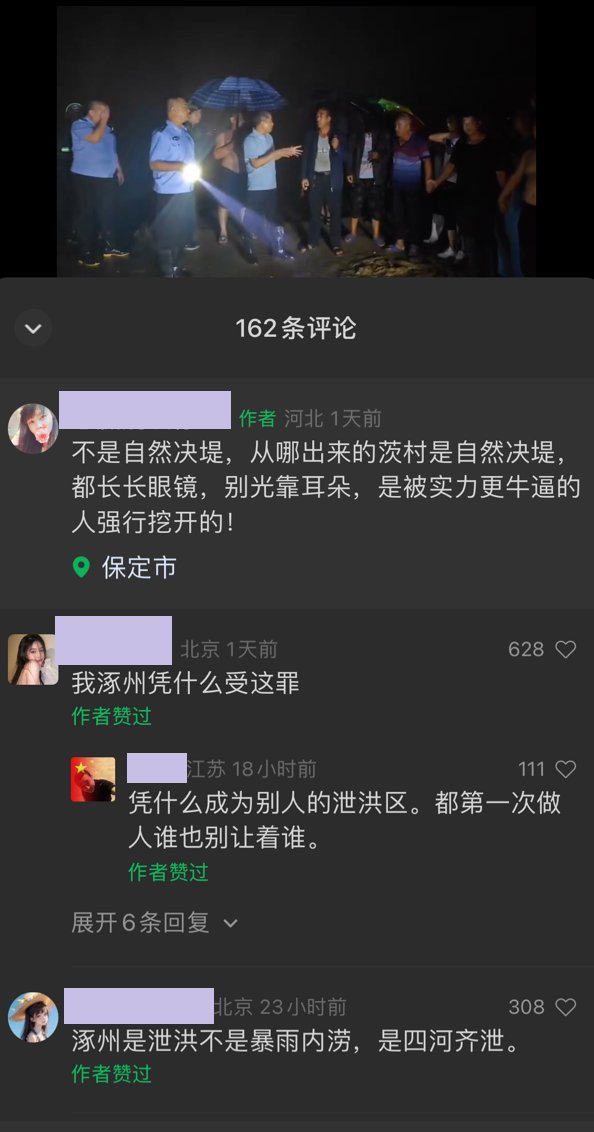 162条评论
作者 河北 1天前
不是自然决堤，从哪出来的茨村是自然决堤，
都长长眼镜，别光靠耳朵，是被实力更牛逼的
人强行挖开的！
保定市
北京 1天前 628
我涿州凭什么受这罪
作者赞过
江苏 18小时前 111
凭什么成为别人的泄洪区。都第一次做
人谁也别让着谁。
作者赞过
展开6条回复
北京 23小时前 308
涿州是泄洪不是暴雨内涝，是四河齐泄。
作者赞过